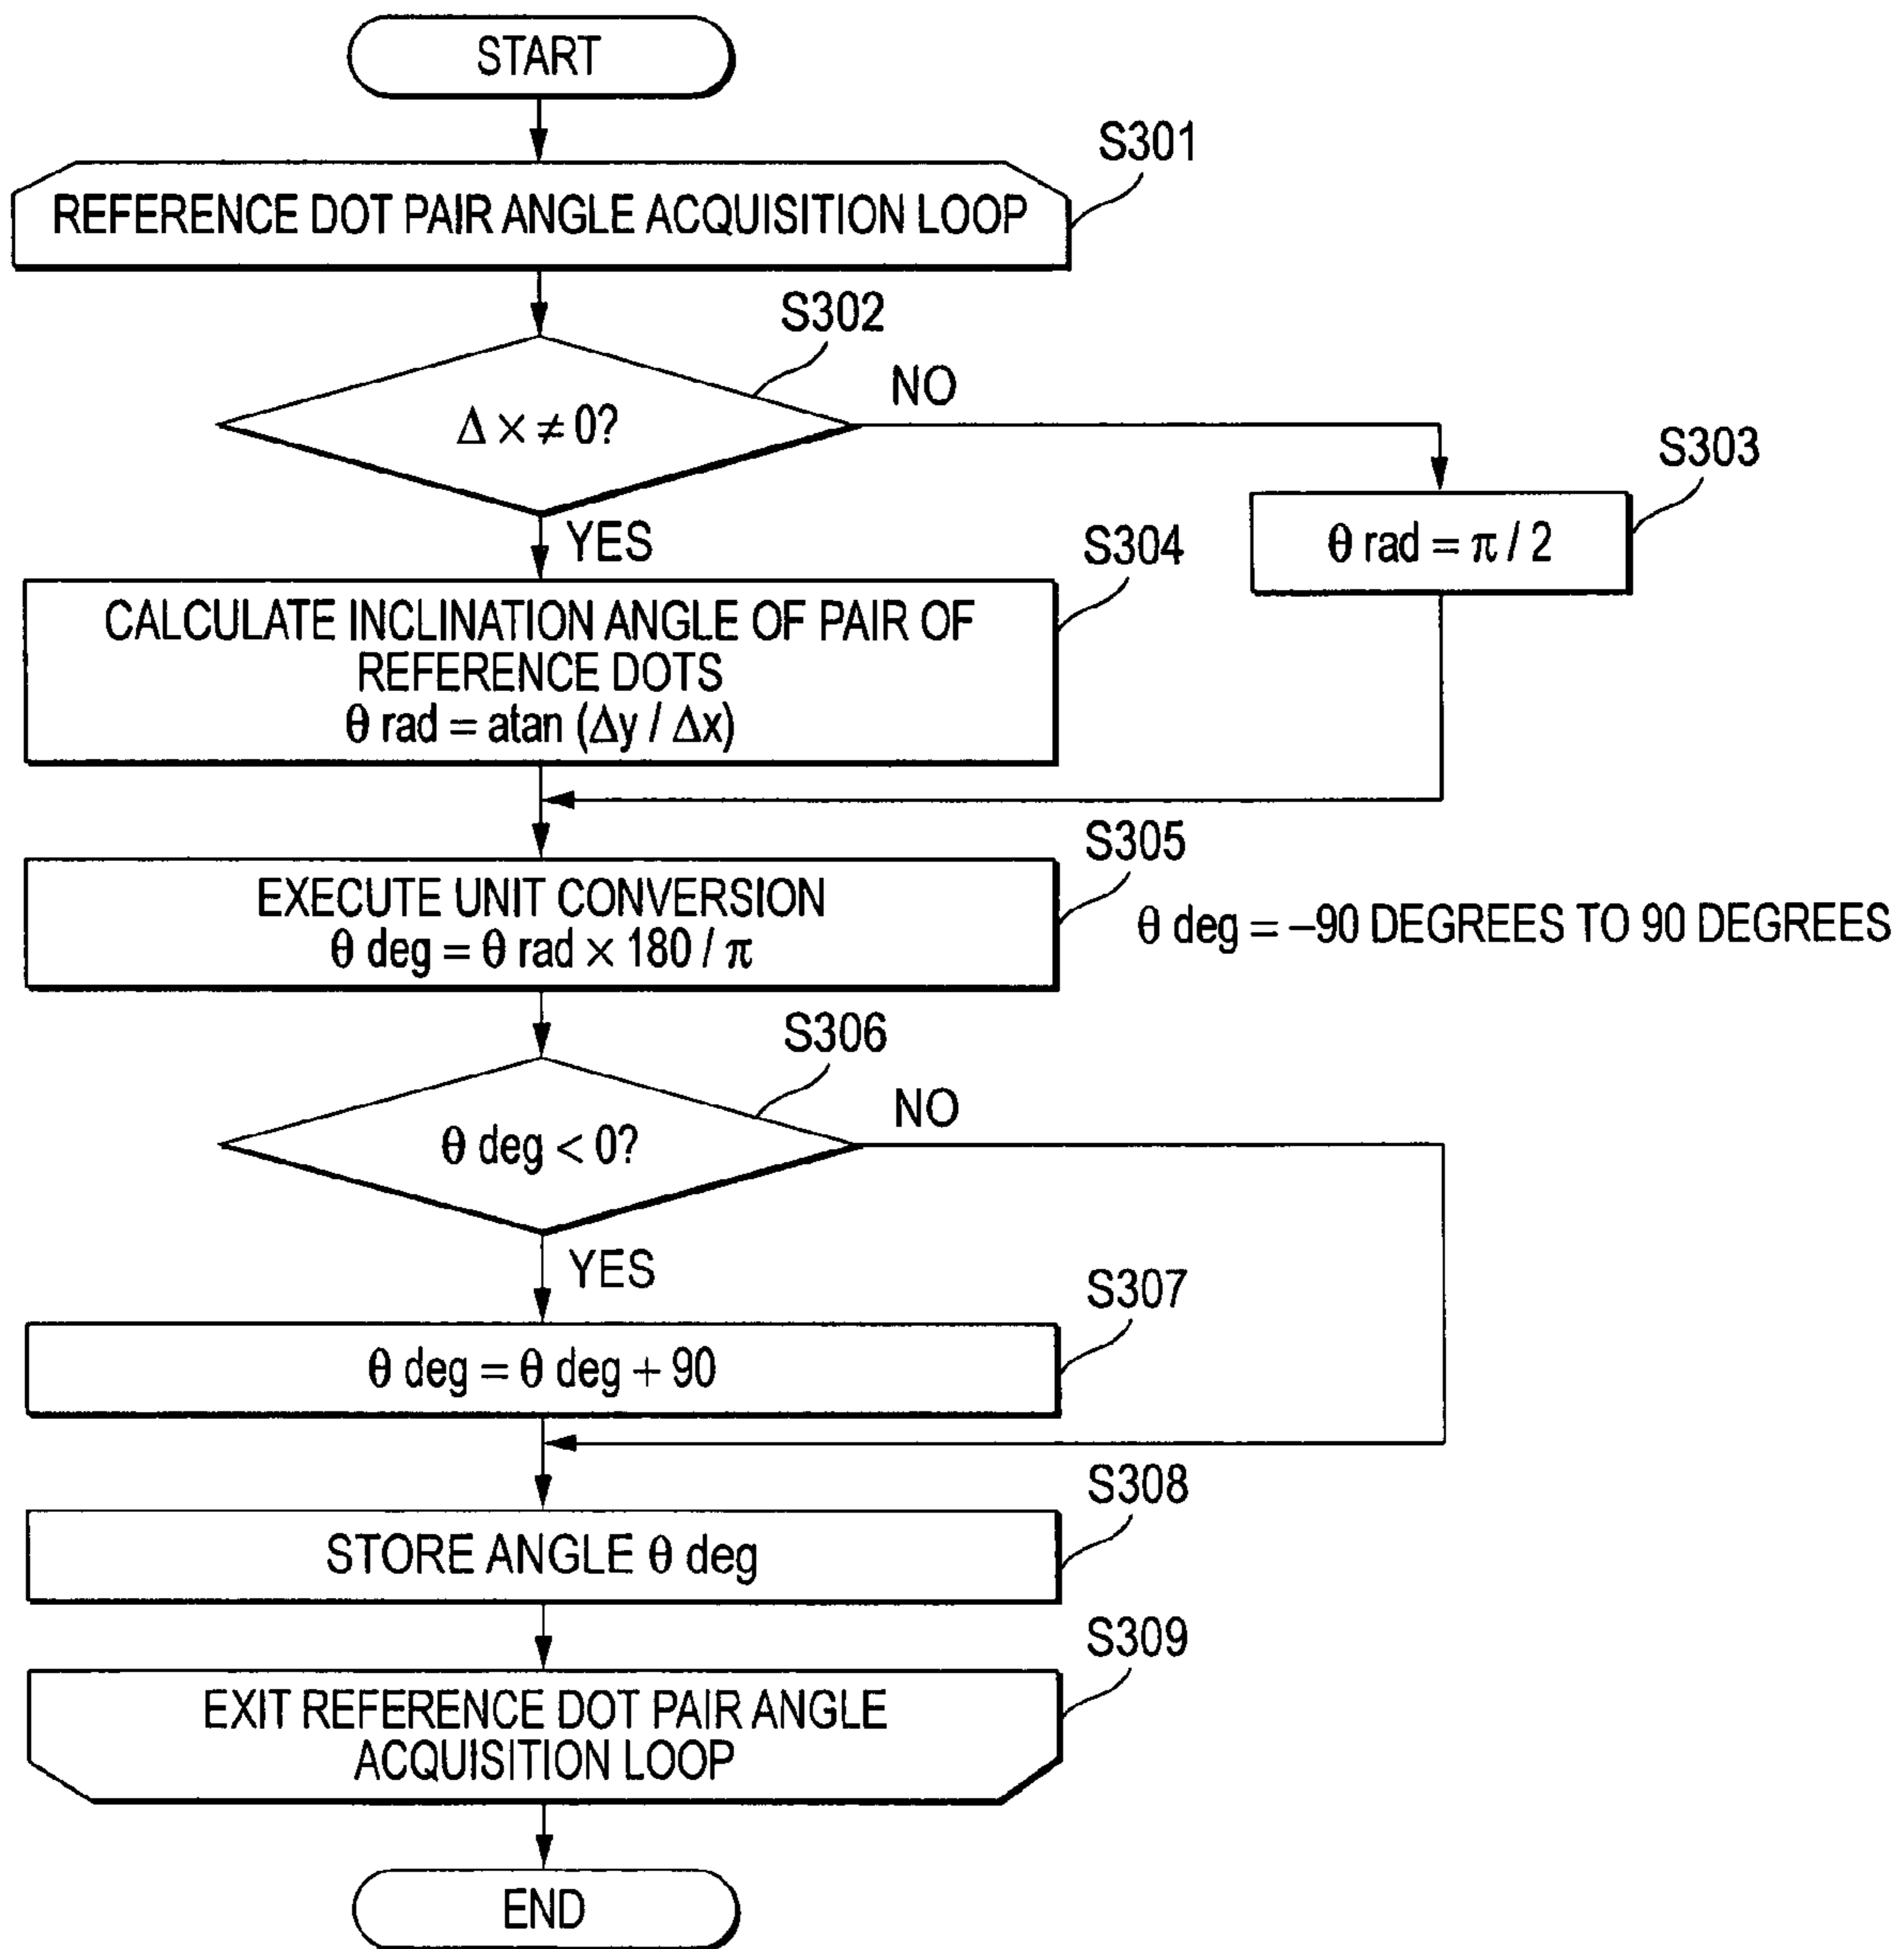 START
S301
REFERENCE DOT PAIR ANGLE ACQUISITION LOOP
S302
NO
Δ x ≠ 0?
S303
θ rad = π / 2
YES
S304
CALCULATE INCLINATION ANGLE OF PAIR OF
REFERENCE DOTS
θ rad = atan (Δy / Δx)
S305
EXECUTE UNIT CONVERSION
θ deg = θ rad × 180 / π
θ deg = –90 DEGREES TO 90 DEGREES
S306
NO
θ deg < 0?
YES
S307
θ deg = θ deg + 90
S308
STORE ANGLE θ deg
S309
EXIT REFERENCE DOT PAIR ANGLE
ACQUISITION LOOP
END